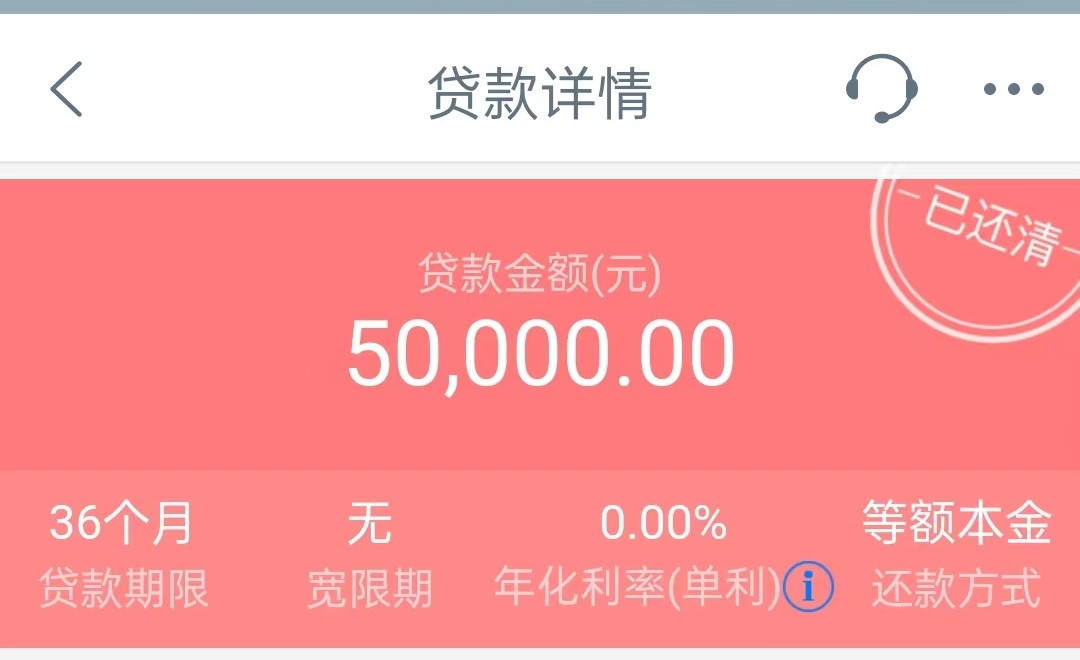 贷款详情
已还清
贷款金额(元)
50,000.00
36个月 无 0.00% 等额本金
贷款期限 宽限期 年化利率(单利) 还款方式